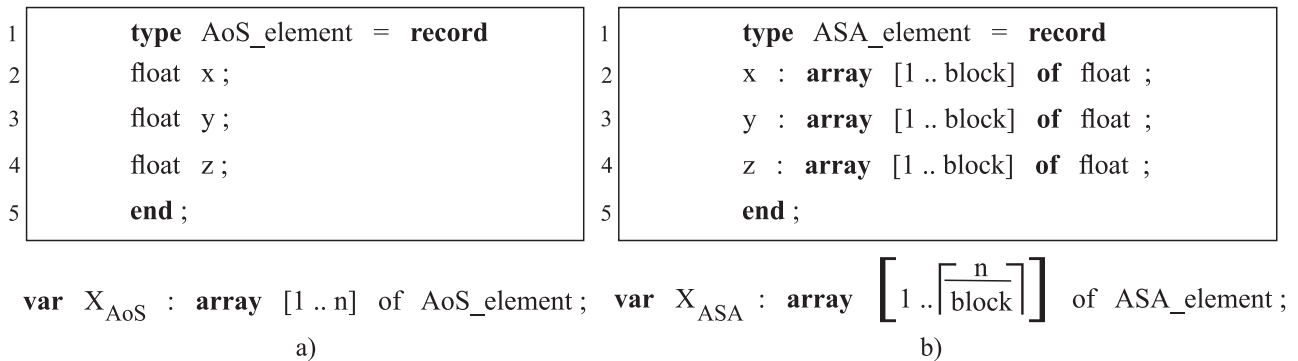 1 type AoS_element = record
2 float x ;
3 float y ;
4 float z ;
5 end ;
var X_AoS : array [1 .. n] of AoS_element ;
a)
1 type ASA_element = record
2 x : array [1 .. block] of float ;
3 y : array [1 .. block] of float ;
4 z : array [1 .. block] of float ;
5 end ;
var X_ASA : array [1 .. ⌈n/block⌉] of ASA_element ;
b)